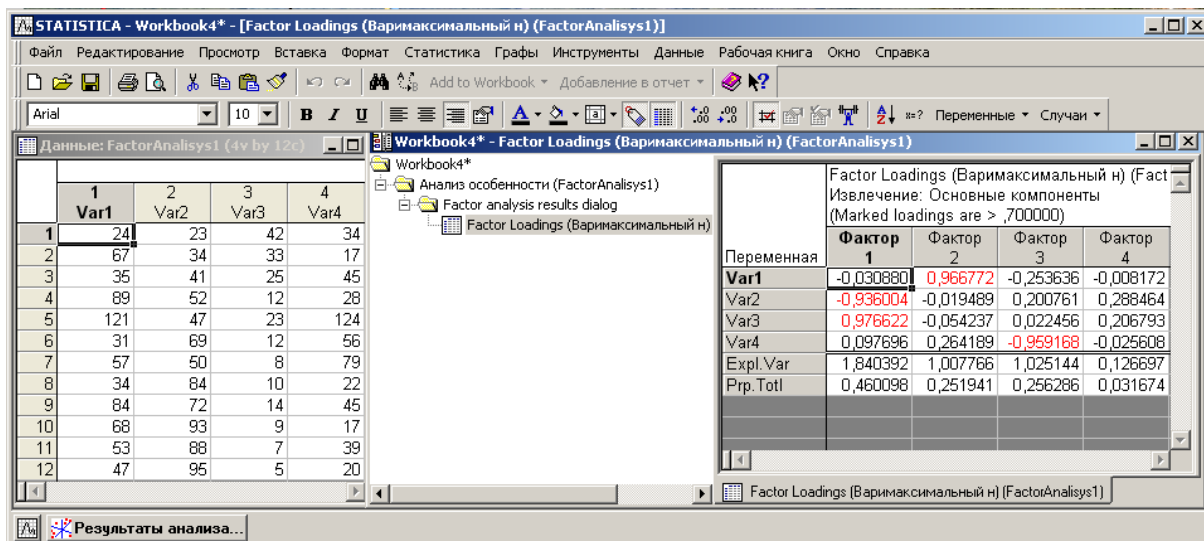 STATISTICA - Workbook4* - [Factor Loadings (Варимаксимальный н) (FactorAnalisys1)]
Файл Редактирование Просмотр Вставка Формат Статистика Графы Инструменты Данные Рабочая книга Окно Справка
Add to Workbook Добавление в отчет
Arial 10 B I U Переменные Случаи
Данные: FactorAnalisys1 (4v by 12c)
1 2 3 4
Var1 Var2 Var3 Var4
1 24 23 42 34
2 67 34 33 17
3 35 41 25 45
4 89 52 12 28
5 121 47 23 124
6 31 69 12 56
7 57 50 8 79
8 34 84 10 22
9 84 72 14 45
10 68 93 9 17
11 53 88 7 39
12 47 95 5 20
Workbook4* - Factor Loadings (Варимаксимальный н) (FactorAnalisys1)
Workbook4*
Анализ особенности (FactorAnalisys1)
Factor analysis results dialog
Factor Loadings (Варимаксимальный н)
Factor Loadings (Варимаксимальный н) (Fact
Извлечение: Основные компоненты
(Marked loadings are > ,700000)
Переменная Фактор 1 Фактор 2 Фактор 3 Фактор 4
Var1 -0,030880 0,966772 -0,253636 -0,008172
Var2 -0,936004 -0,019489 0,200761 0,288464
Var3 0,976622 -0,054237 0,022456 0,206793
Var4 0,097696 0,264189 -0,959168 -0,025608
Expl.Var 1,840392 1,007766 1,025144 0,126697
Prp.Totl 0,460098 0,251941 0,256286 0,031674
Factor Loadings (Варимаксимальный н) (FactorAnalisys1)
Результаты анализа...